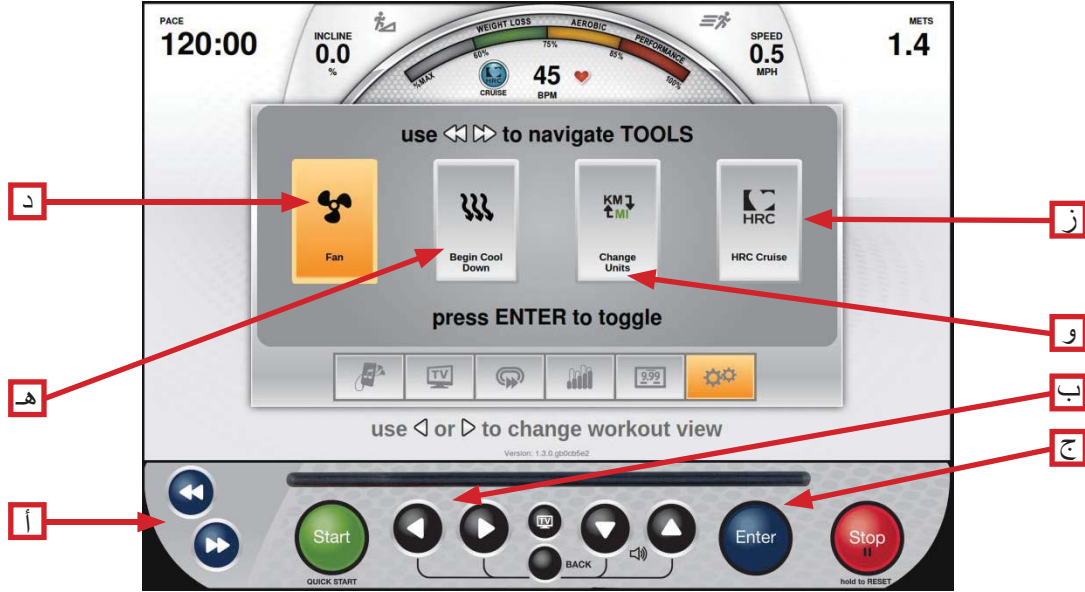 PACE
120:00
INCLINE
0.0
%
WEIGHT LOSS
AEROBIC
PERFORMANCE
%MAX
60%
75%
85%
100%
HRC
CRUISE
45
BPM
SPEED
0.5
MPH
METS
1.4
use to navigate TOOLS
Fan
Begin Cool
Down
KM
MI
Change
Units
HRC
HRC Cruise
press ENTER to toggle
TV
9.99
use or to change workout view
Version: 1.3.0.gb0cb5e2
Start
QUICK START
TV
BACK
Enter
Stop
hold to RESET
د
هـ
أ
ز
و
ب
ج